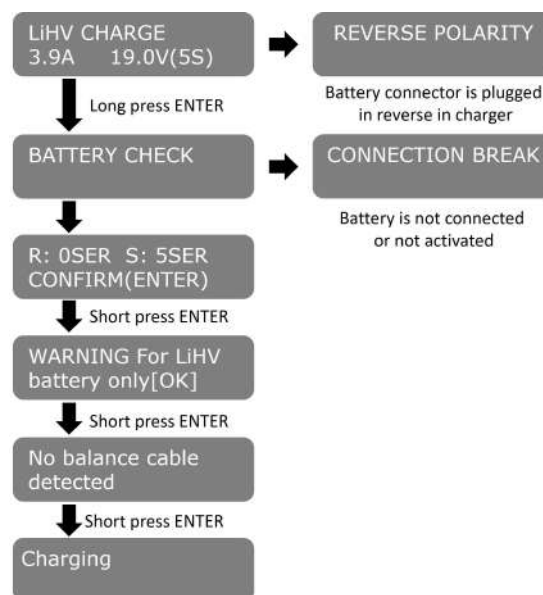 LiHV CHARGE
3.9A 19.0V(5S)
REVERSE POLARITY
Long press ENTER
Battery connector is plugged
in reverse in charger
BATTERY CHECK
CONNECTION BREAK
Battery is not connected
or not activated
R: 0SER S: 5SER
CONFIRM(ENTER)
Short press ENTER
WARNING For LiHV
battery only[OK]
Short press ENTER
No balance cable
detected
Short press ENTER
Charging